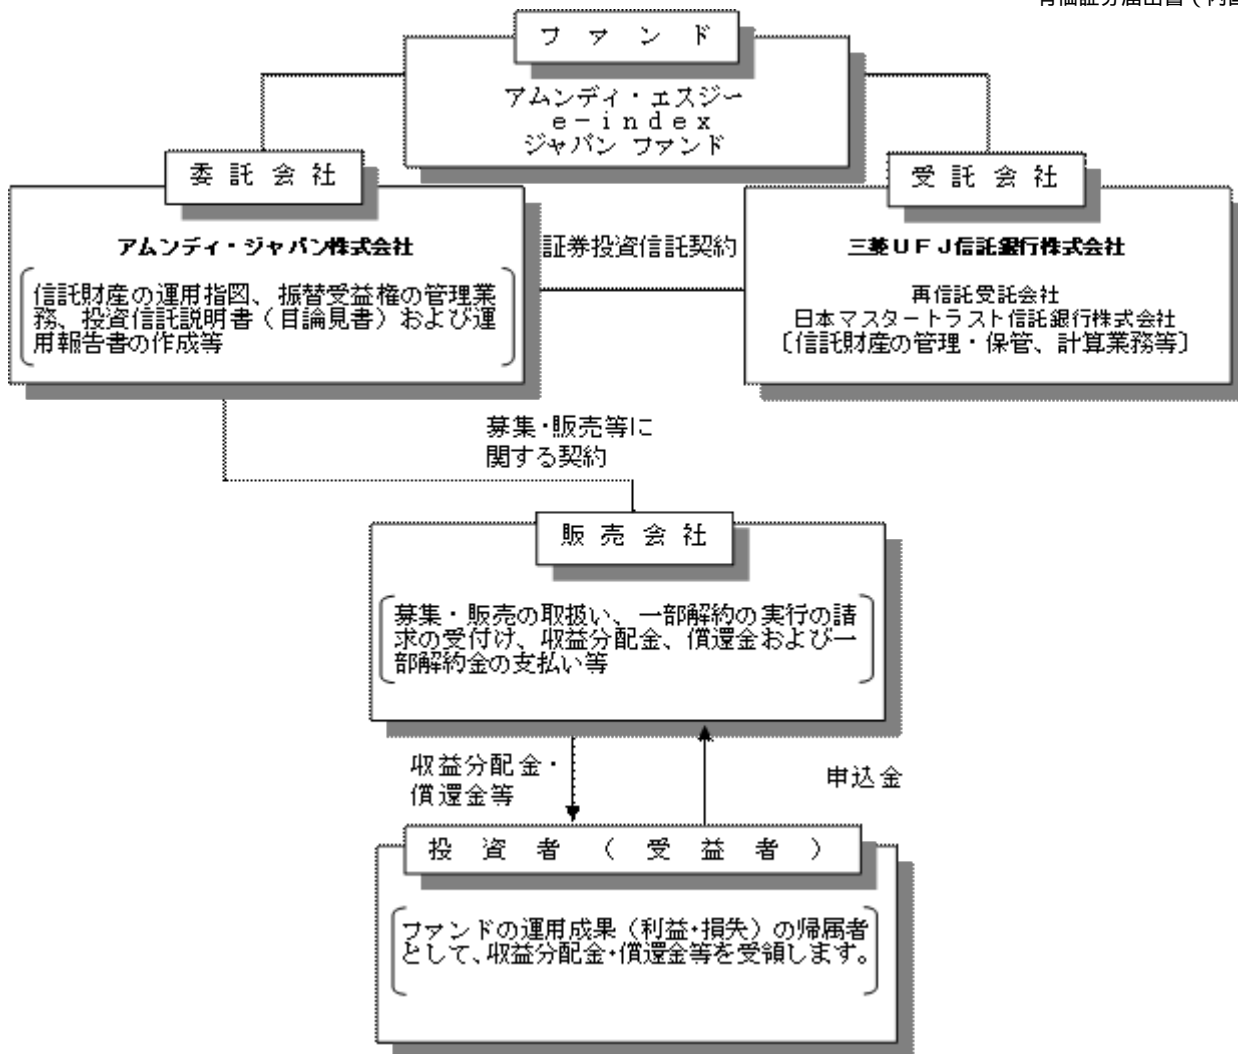 ファンド
アムンディ・エスジー
e-index
ジャパン ファンド
委託会社
受託会社
アムンディ・ジャパン株式会社
信託財産の運用指図、振替受益権の管理業
務、投資信託説明書（目論見書）および運
用報告書の作成等
証券投資信託契約
三菱ＵＦＪ信託銀行株式会社
再信託受託会社
日本マスタートラスト信託銀行株式会社
〔信託財産の管理・保管、計算業務等〕
募集・販売等に
関する契約
販売会社
募集・販売の取扱い、一部解約の実行の請
求の受付け、収益分配金、償還金および一
部解約金の支払い等
収益分配金・
償還金等
申込金
投資者（受益者）
ファンドの運用成果（利益・損失）の帰属者
として、収益分配金・償還金等を受領します。